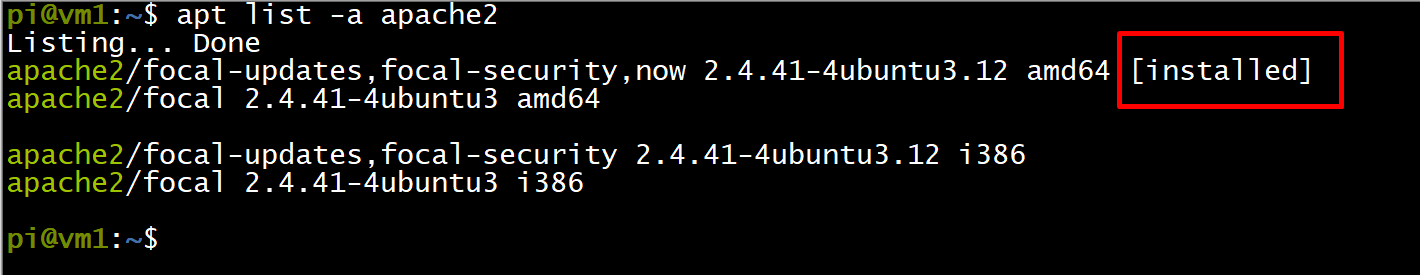 pi@vm1:~$ apt list -a apache2
Listing... Done
apache2/focal-updates,focal-security,now 2.4.41-4ubuntu3.12 amd64 [installed]
apache2/focal 2.4.41-4ubuntu3 amd64
apache2/focal-updates,focal-security 2.4.41-4ubuntu3.12 i386
apache2/focal 2.4.41-4ubuntu3 i386
pi@vm1:~$